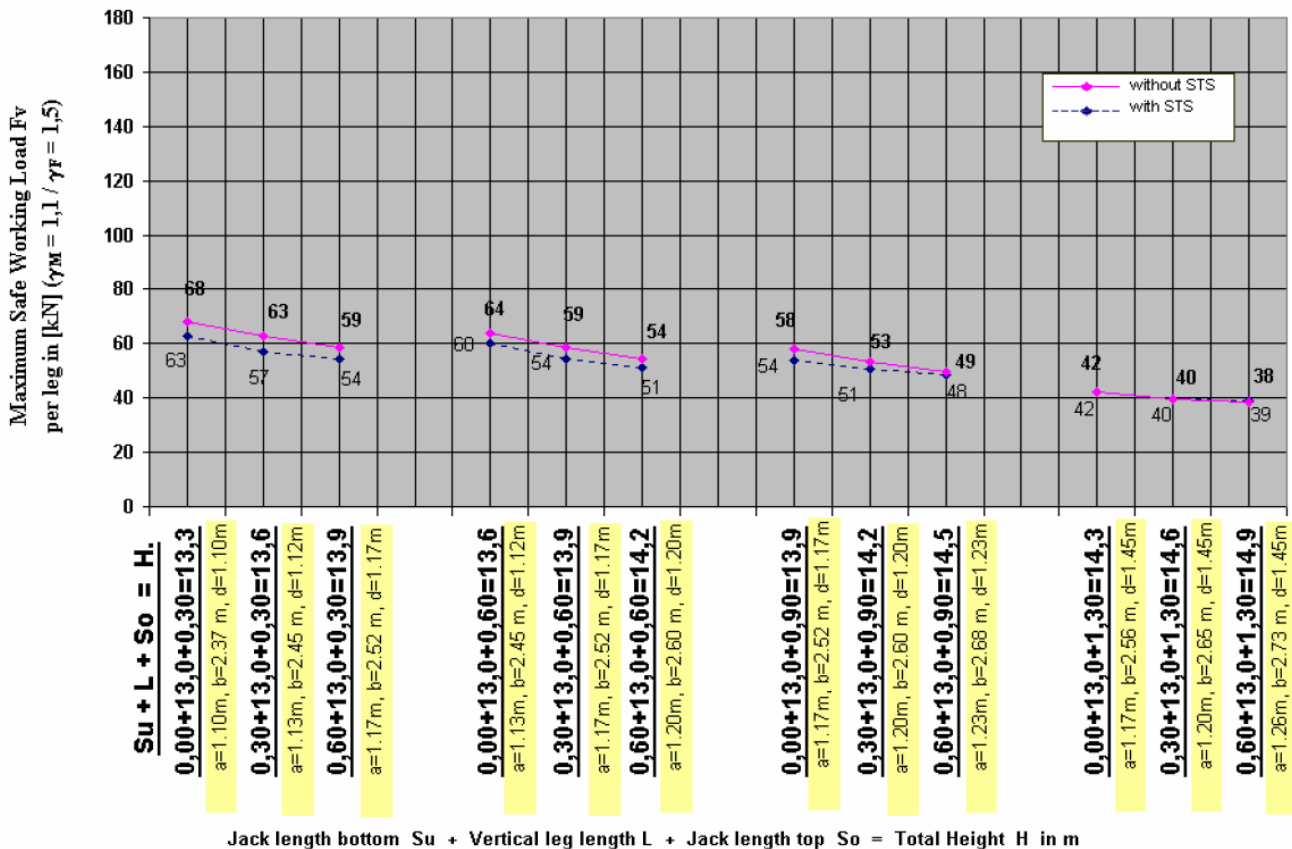 Maximum Safe Working Load Fv
per leg in [kN] (γM = 1,1 / γF = 1,5)
180
160
140
120
100
80
60
40
20
0
without STS
with STS
68
63
59
63
57
54
64
59
54
60
54
51
58
53
49
54
51
48
42
40
38
42
40
39
Su + L + So = H.
0,00+13,0+0,30=13,3
a=1.10m, b=2.37 m, d=1.10m
0,30+13,0+0,30=13,6
a=1.13m, b=2.45 m, d=1.12m
0,60+13,0+0,30=13,9
a=1.17m, b=2.52 m, d=1.17m
0,00+13,0+0,60=13,6
a=1.13m, b=2.45 m, d=1.12m
0,30+13,0+0,60=13,9
a=1.17m, b=2.52 m, d=1.17m
0,60+13,0+0,60=14,2
a=1.20m, b=2.60 m, d=1.20m
0,00+13,0+0,90=13,9
a=1.17m, b=2.52 m, d=1.17m
0,30+13,0+0,90=14,2
a=1.20m, b=2.60 m, d=1.20m
0,60+13,0+0,90=14,5
a=1.23m, b=2.68 m, d=1.23m
0,00+13,0+1,30=14,3
a=1.17m, b=2.56 m, d=1.45m
0,30+13,0+1,30=14,6
a=1.20m, b=2.65 m, d=1.45m
0,60+13,0+1,30=14,9
a=1.26m, b=2.73 m, d=1.45m
Jack length bottom Su + Vertical leg length L + Jack length top So = Total Height H in m